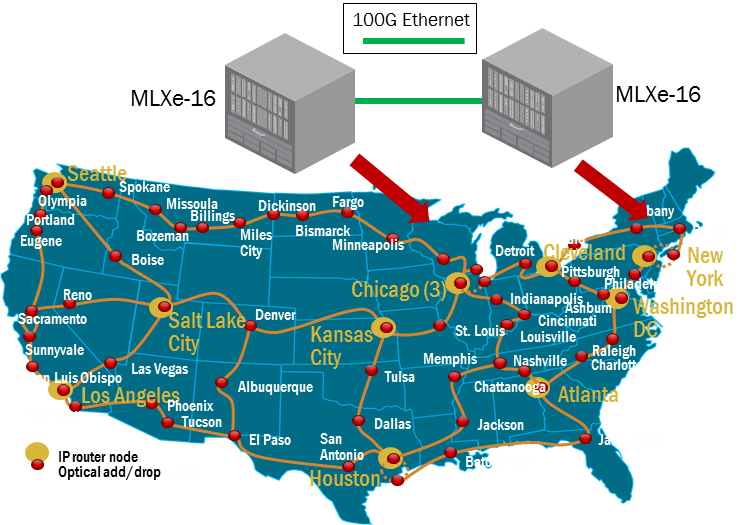 100G Ethernet
MLXe-16
MLXe-16
Seattle
Spokane
Olympia
Portland
Eugene
Missoula
Bozeman
Billings
Miles
City
Dickinson
Bismarck
Fargo
Minneapolis
Boise
Reno
Sacramento
Sunnyvale
Salt Lake
City
Denver
Kansas
City
Chicago (3)
Detroit
Cleveland
Pittsburgh
New
York
Ashburn
Washington
DC
Indianapolis
Cincinnati
Louisville
St. Louis
Las Vegas
Los Angeles
Phoenix
Tucson
Albuquerque
El Paso
Tulsa
Dallas
San
Antonio
Houston
Memphis
Nashville
Chattanooga
Raleigh
Atlanta
Jackson
IP router node
Optical add/drop